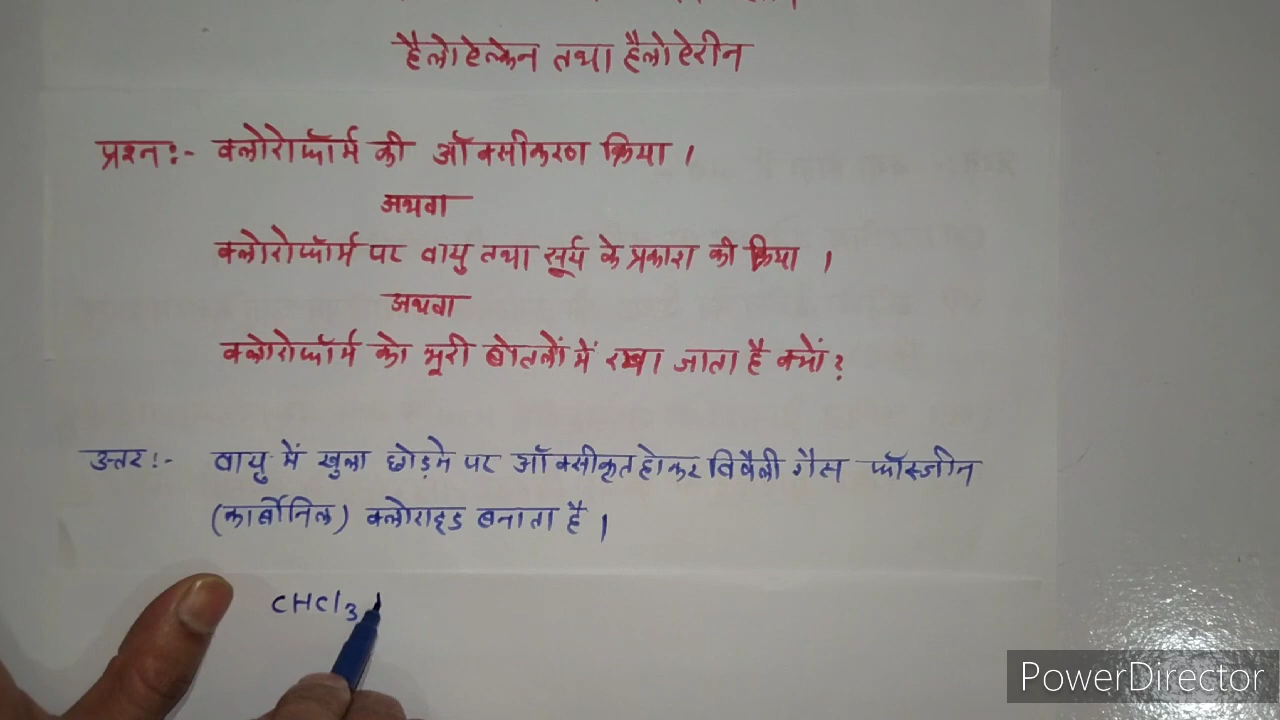 हैलोऐल्केन तथा हैलोऐरीन
प्रश्न:- क्लोरोफॉर्म की ऑक्सीकरण क्रिया।
अथवा
क्लोरोफॉर्म पर वायु तथा सूर्य के प्रकाश की क्रिया ।
अथवा
क्लोरोफॉर्म को भूरी बोतलों में रखा जाता है क्यों?
उत्तर:- वायु में खुला छोड़ने पर ऑक्सीकृत होकर विषैली गैस फॉस्जीन
(कार्बोनिल) क्लोराइड बनाता है।
CHCl3
PowerDirector